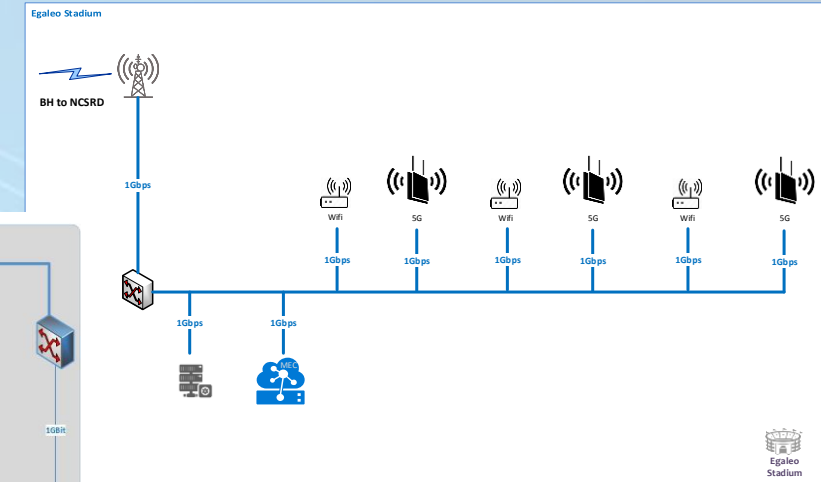 Egaleo Stadium
BH to NCSRD
1Gbps
Wifi
5G
Wifi
5G
Wifi
5G
1Gbps
1Gbps
1Gbps
1Gbps
1Gbps
1Gbps
1Gbps
1Gbps
MEC
1GBit
Egaleo
Stadium